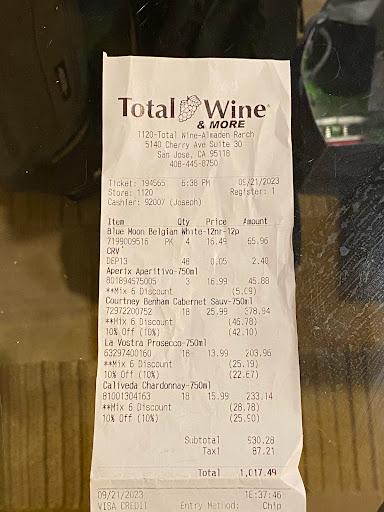 Total Wine
& MORE
1120-Total Wine-Almaden Ranch
5140 Cherry Ave Suite 30
San Jose, CA 95118
408-445-8750
Ticket: 194565 6:38 PM 09/21/2023
Store: 1120 Register: 1
Cashier: 92007 (Joseph)
Item Qty Price Amount
Blue Moon Belgian White-12nr-12p
7199009516 PK 4 16.49 65.96
CRV
DEP13 48 0.05 2.40
Aperix Aperitivo-750ml
801894575005 3 16.99 45.88
**Mix 6 Discount (5.09)
Courtney Benham Cabernet Sauv-750ml
72972200752 18 25.99 378.94
**Mix 6 Discount (46.78)
10% Off (10%) (42.10)
La Vostra Prosecco-750ml
63297400160 18 13.99 203.96
**Mix 6 Discount (25.19)
10% Off (10%) (22.67)
Caliveda Chardonnay-750ml
81001304163 18 15.99 233.14
**Mix 6 Discount (28.78)
10% Off (10%) (25.90)
Subtotal 930.28
Tax1 87.21
Total 1,017.49
09/21/2023 18:37:46
VISA CREDIT Entry Method: Chip